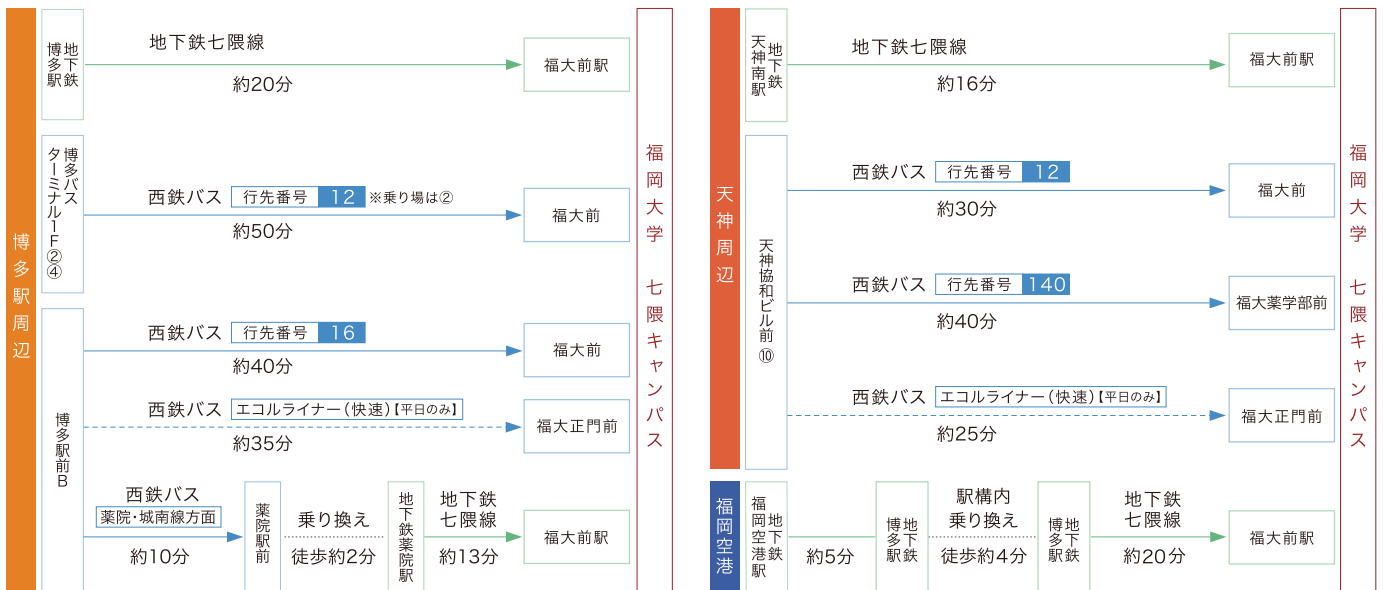 博多駅周辺
地下鉄
博多駅
地下鉄七隈線
約20分
福大前駅
博多バス
ターミナル1F②④
西鉄バス 行先番号 12 ※乗り場は②
約50分
福大前
博多駅前B
西鉄バス 行先番号 16
約40分
福大前
西鉄バス エコルライナー(快速)【平日のみ】
約35分
福大正門前
西鉄バス
薬院・城南線方面
約10分
薬院駅前
乗り換え
徒歩約2分
地下鉄薬院駅
地下鉄
七隈線
約13分
福大前駅
福岡大学 七隈キャンパス
天神周辺
地下鉄
天神南駅
地下鉄七隈線
約16分
福大前駅
天神協和ビル前⑩
西鉄バス 行先番号 12
約30分
福大前
西鉄バス 行先番号 140
約40分
福大薬学部前
西鉄バス エコルライナー(快速)【平日のみ】
約25分
福大正門前
福岡空港
地下鉄
福岡空港駅
約5分
地下鉄
博多駅
駅構内
乗り換え
徒歩約4分
地下鉄
博多駅
地下鉄
七隈線
約20分
福大前駅
福岡大学 七隈キャンパス